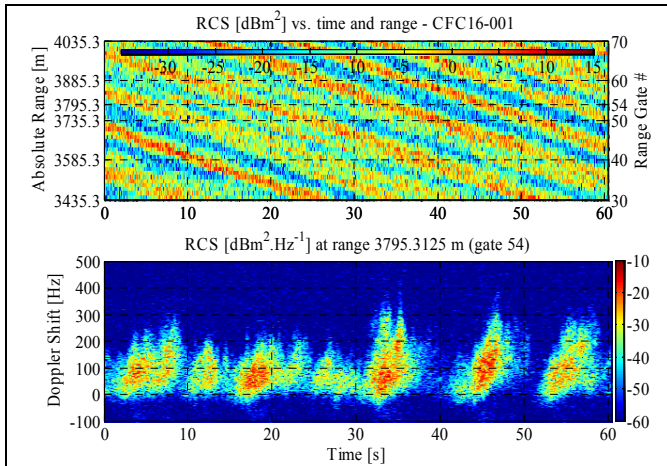 RCS [dBm²] vs. time and range - CFC16-001
4035.3
3885.3
3795.3
3735.3
3585.3
3435.3
Absolute Range [m]
-30 -25 -20 -15 -10 -5 0 5 10 15
70
60
54
50
40
30
Range Gate #
0 10 20 30 40 50 60
RCS [dBm².Hz⁻¹] at range 3795.3125 m (gate 54)
500
400
300
200
100
0
-100
Doppler Shift [Hz]
-10
-20
-30
-40
-50
-60
0 10 20 30 40 50 60
Time [s]